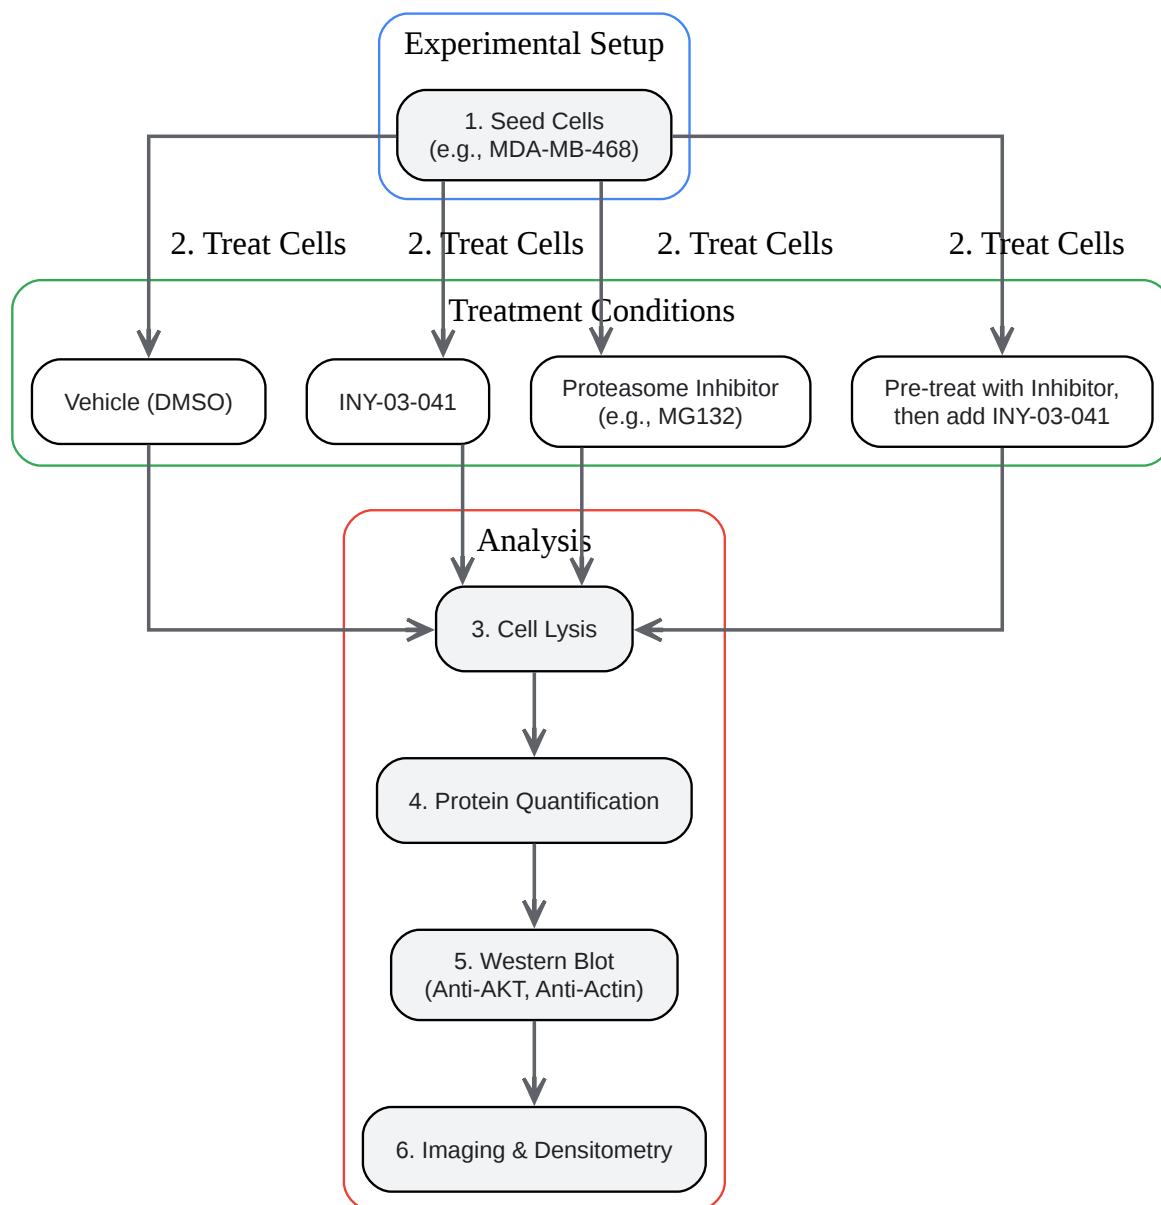 Experimental Setup
1. Seed Cells
(e.g., MDA-MB-468)
2. Treat Cells
2. Treat Cells
2. Treat Cells
2. Treat Cells
Treatment Conditions
Vehicle (DMSO)
INY-03-041
Proteasome Inhibitor
(e.g., MG132)
Pre-treat with Inhibitor,
then add INY-03-041
Analysis
3. Cell Lysis
4. Protein Quantification
5. Western Blot
(Anti-AKT, Anti-Actin)
6. Imaging & Densitometry